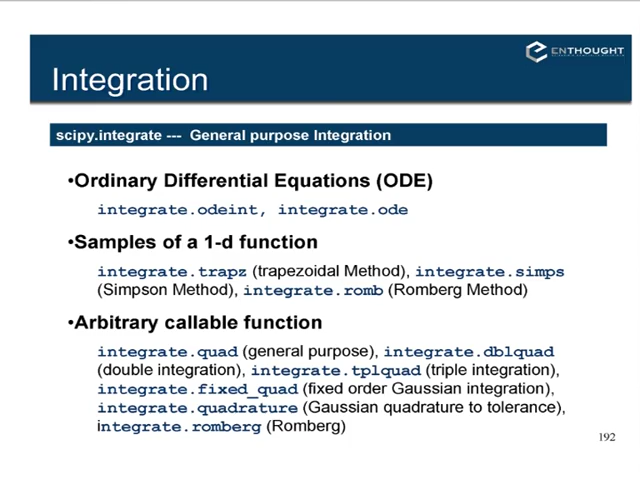 ENTHOUGHT
Integration
scipy.integrate --- General purpose Integration
•Ordinary Differential Equations (ODE)
integrate.odeint, integrate.ode
•Samples of a 1-d function
integrate.trapz (trapezoidal Method), integrate.simps
(Simpson Method), integrate.romb (Romberg Method)
•Arbitrary callable function
integrate.quad (general purpose), integrate.dblquad
(double integration), integrate.tplquad (triple integration),
integrate.fixed_quad (fixed order Gaussian integration),
integrate.quadrature (Gaussian quadrature to tolerance),
integrate.romberg (Romberg)
192